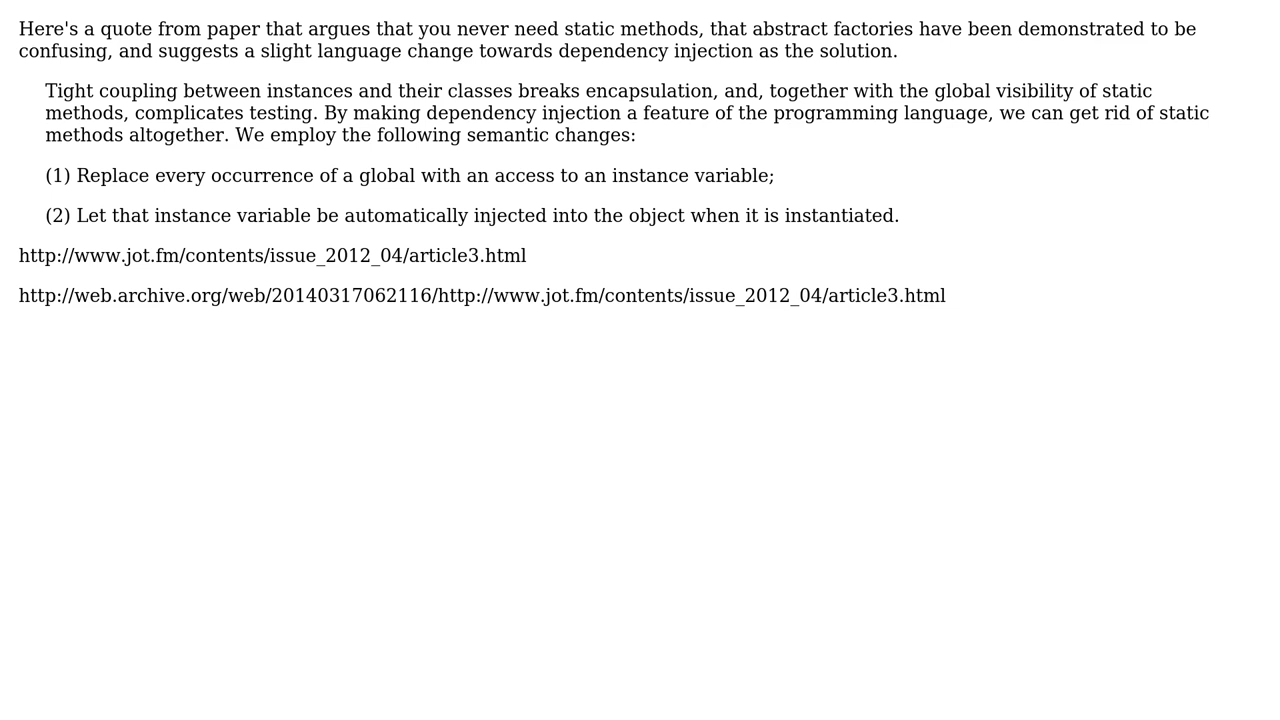 Here's a quote from paper that argues that you never need static methods, that abstract factories have been demonstrated to be
confusing, and suggests a slight language change towards dependency injection as the solution.
Tight coupling between instances and their classes breaks encapsulation, and, together with the global visibility of static
methods, complicates testing. By making dependency injection a feature of the programming language, we can get rid of static
methods altogether. We employ the following semantic changes:
(1) Replace every occurrence of a global with an access to an instance variable;
(2) Let that instance variable be automatically injected into the object when it is instantiated.
http://www.jot.fm/contents/issue_2012_04/article3.html
http://web.archive.org/web/20140317062116/http://www.jot.fm/contents/issue_2012_04/article3.html